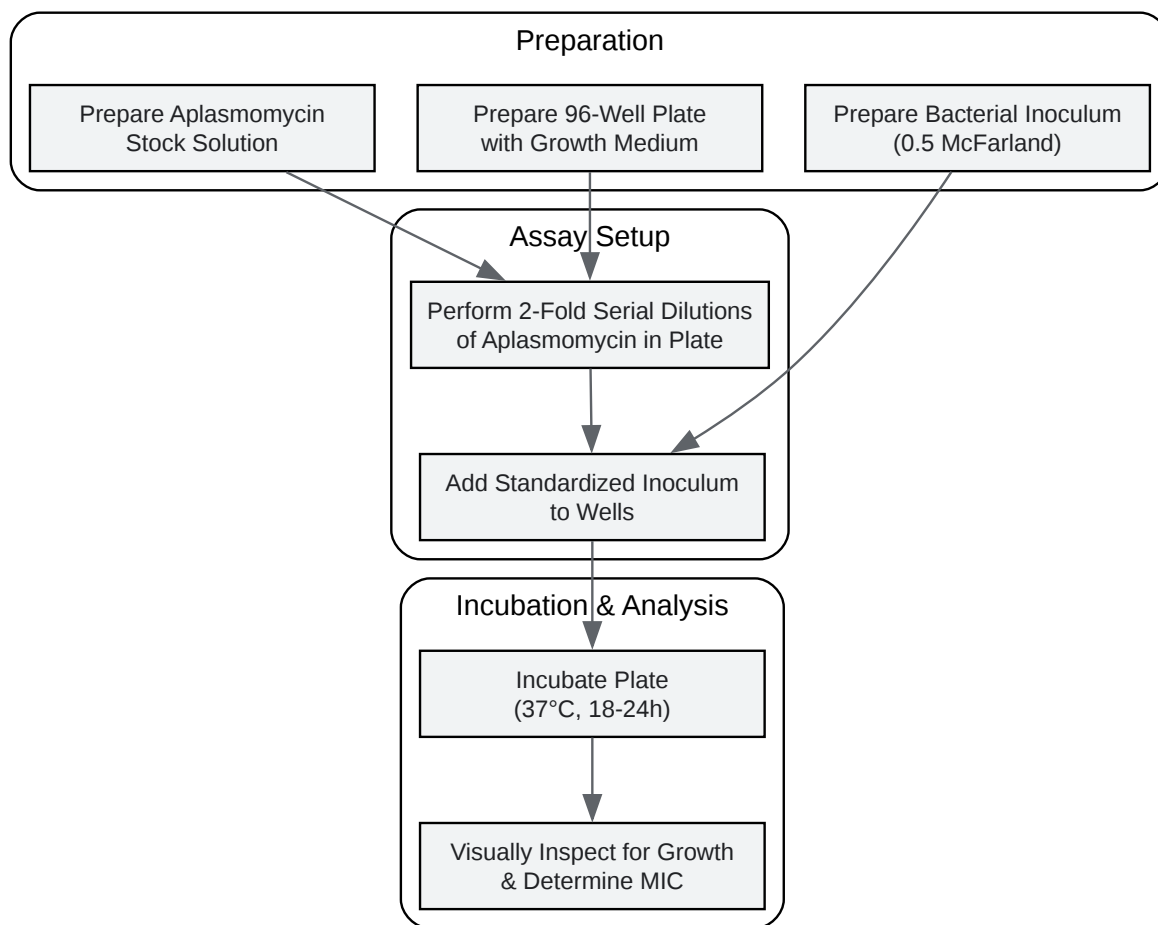 Preparation
Prepare Aplasmomycin
Stock Solution
Prepare 96-Well Plate
with Growth Medium
Prepare Bacterial Inoculum
(0.5 McFarland)
Assay Setup
Perform 2-Fold Serial Dilutions
of Aplasmomycin in Plate
Add Standardized Inoculum
to Wells
Incubation & Analysis
Incubate Plate
(37°C, 18-24h)
Visually Inspect for Growth
& Determine MIC